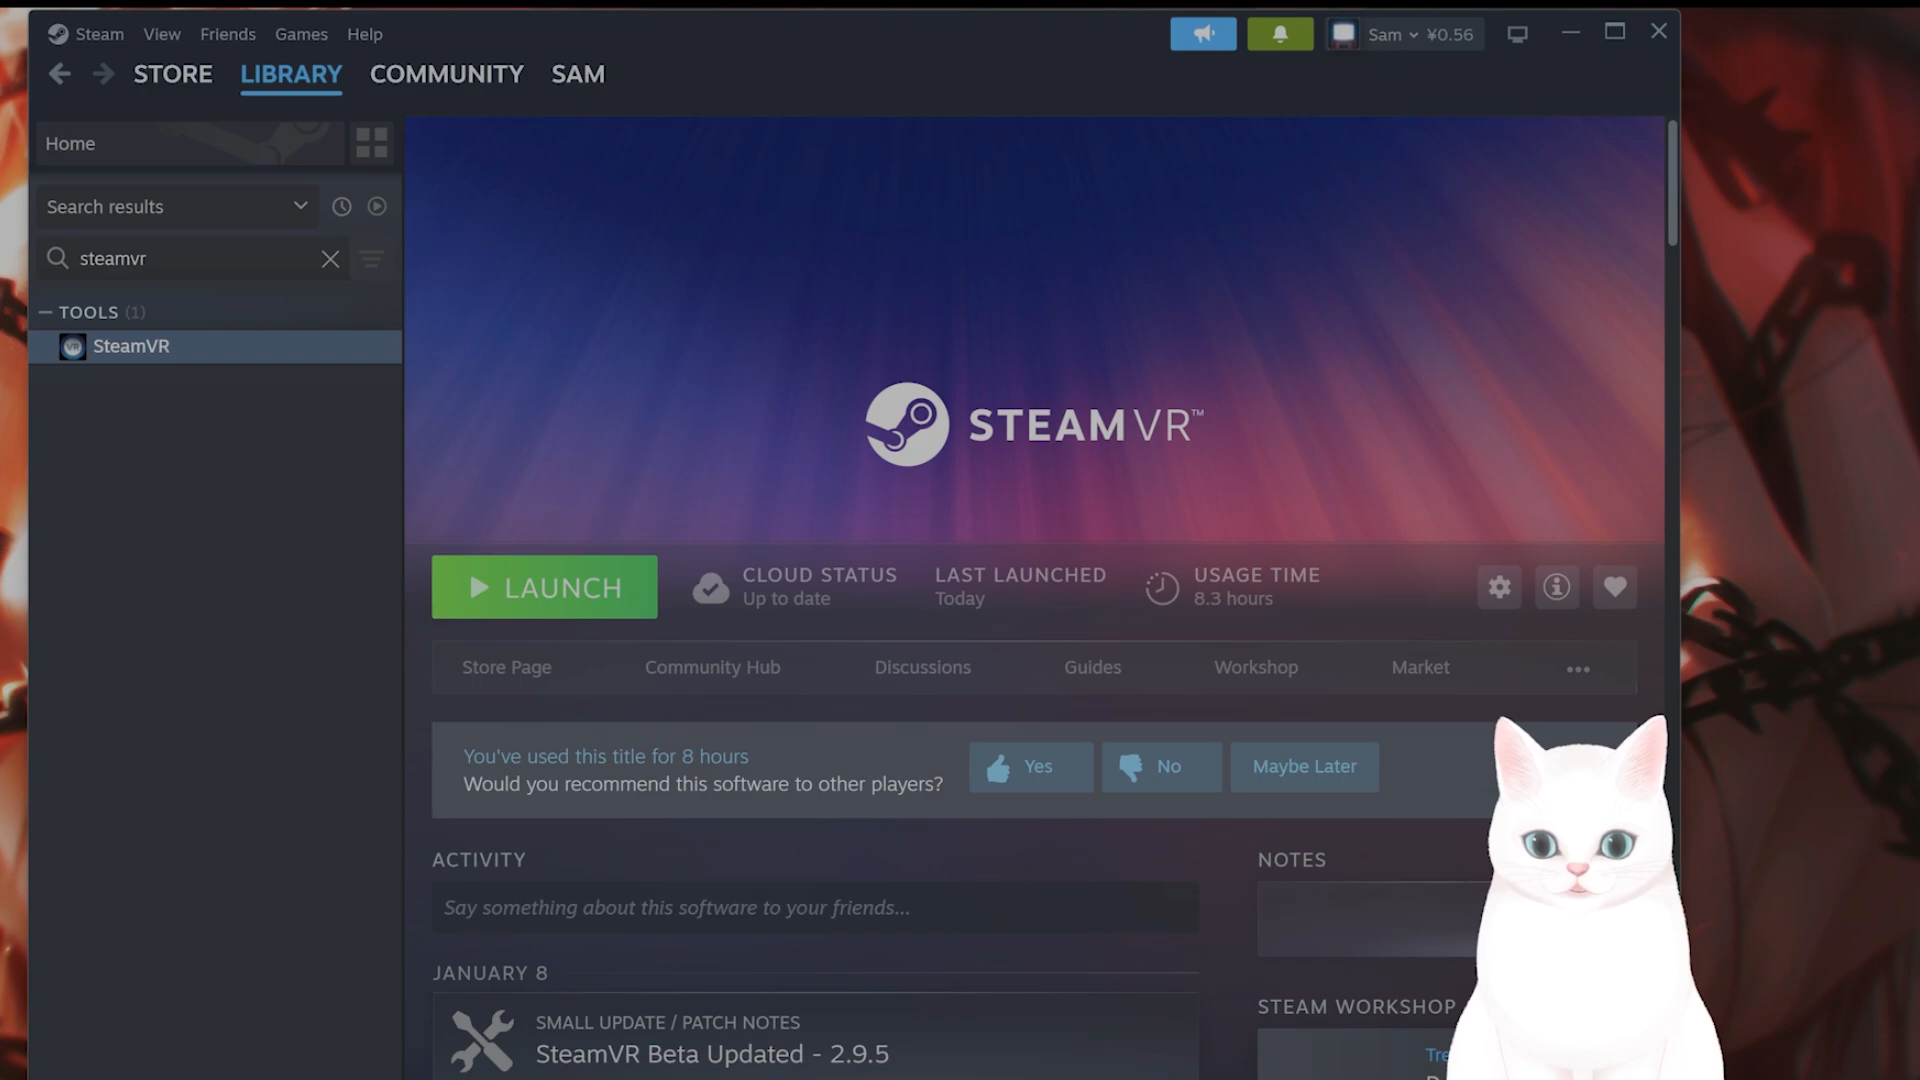 Steam View Friends Games Help
Sam ¥0.56
STORE LIBRARY COMMUNITY SAM
Home
Search results
steamvr
TOOLS (1)
VR SteamVR
STEAMVR™
LAUNCH
CLOUD STATUS
Up to date
LAST LAUNCHED
Today
USAGE TIME
8.3 hours
Store Page Community Hub Discussions Guides Workshop Market
You've used this title for 8 hours
Would you recommend this software to other players?
Yes No Maybe Later
ACTIVITY
Say something about this software to your friends...
NOTES
JANUARY 8
SMALL UPDATE / PATCH NOTES
SteamVR Beta Updated - 2.9.5
STEAM WORKSHOP